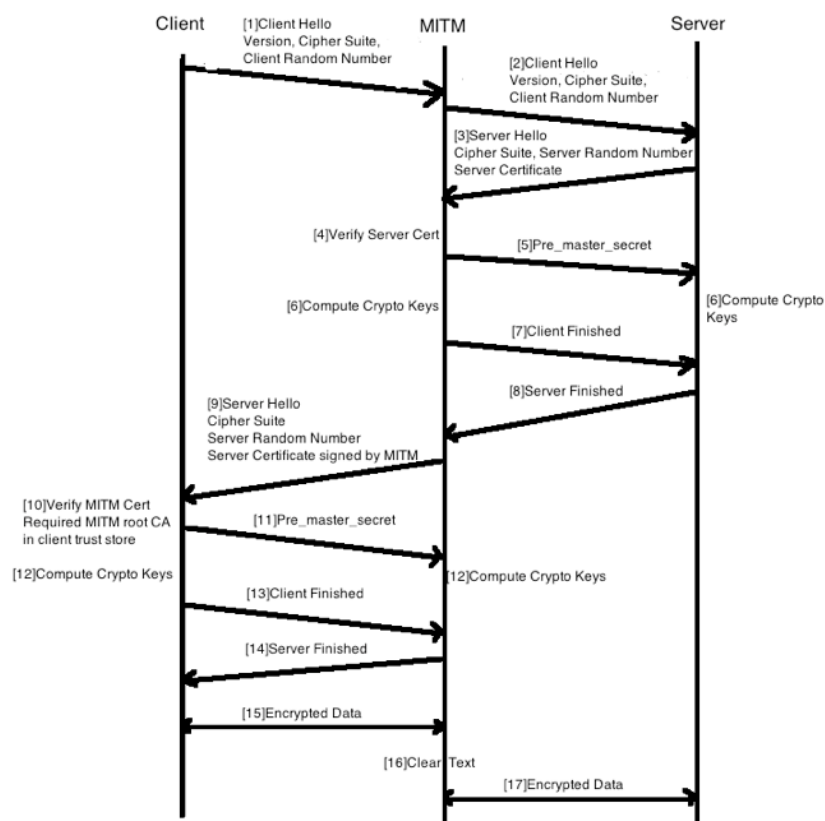 Client
MITM
Server
[1]Client Hello
Version, Cipher Suite,
Client Random Number
[2]Client Hello
Version, Cipher Suite,
Client Random Number
[3]Server Hello
Cipher Suite, Server Random Number
Server Certificate
[4]Verify Server Cert
[5]Pre_master_secret
[6]Compute Crypto Keys
[6]Compute Crypto
Keys
[7]Client Finished
[8]Server Finished
[9]Server Hello
Cipher Suite
Server Random Number
Server Certificate signed by MITM
[10]Verify MITM Cert
Required MITM root CA
in client trust store
[11]Pre_master_secret
[12]Compute Crypto Keys
[12]Compute Crypto Keys
[13]Client Finished
[14]Server Finished
[15]Encrypted Data
[16]Clear Text
[17]Encrypted Data